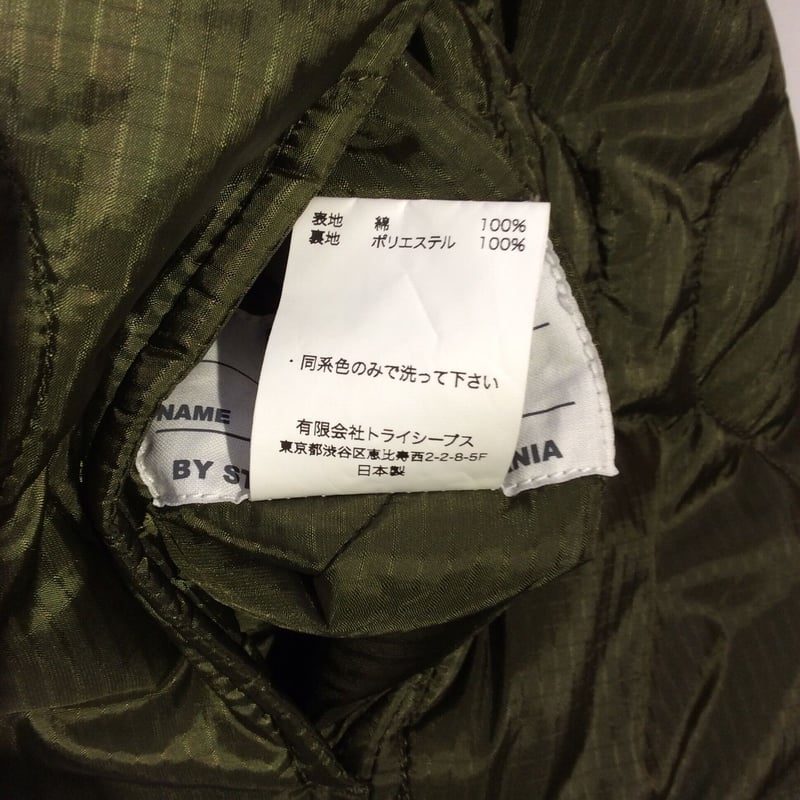 表地 綿 100%
裏地 ポリエステル 100%
・同系色のみで洗って下さい
有限会社トライシープス
東京都渋谷区恵比寿西2-2-8-5F
日本製
NAME
BY